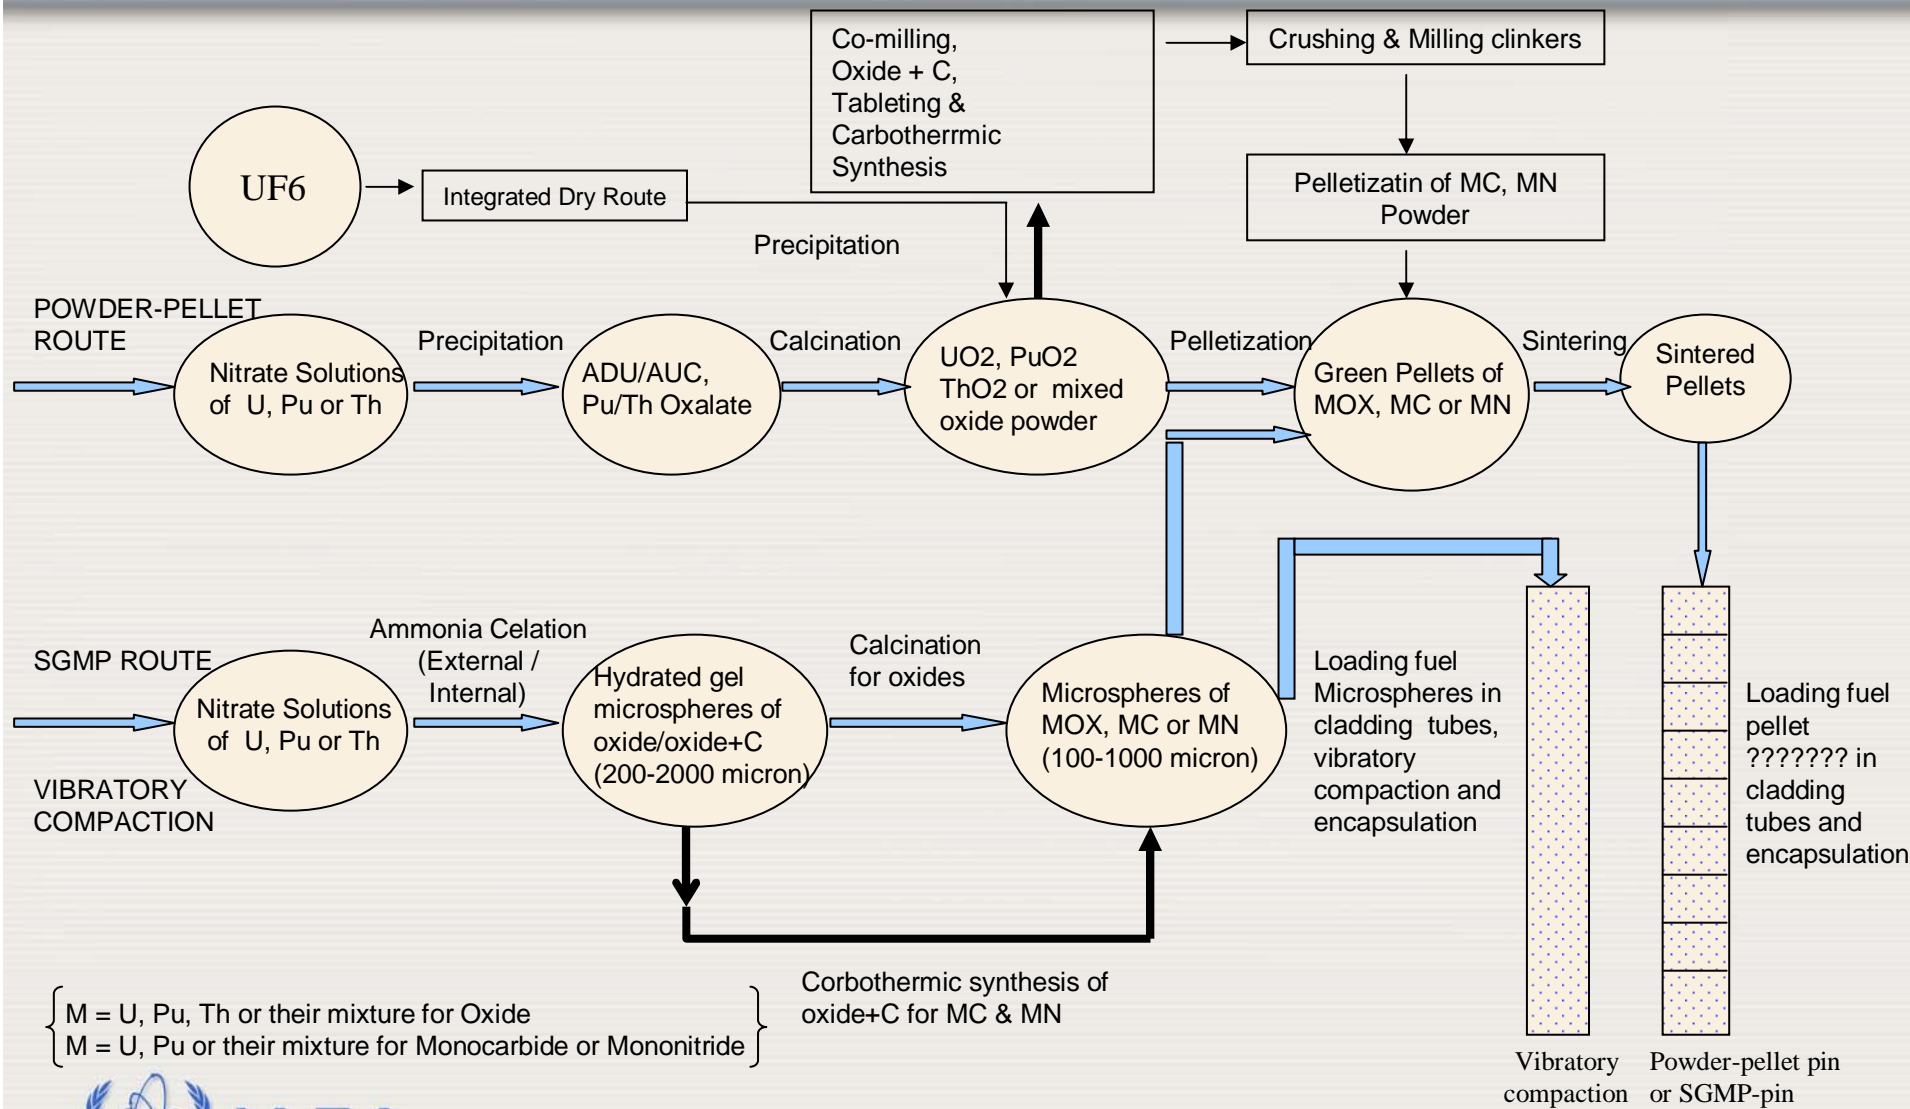 Co-milling,
Oxide + C,
Tableting &
Carbotherrmic
Synthesis
Crushing & Milling clinkers
Pelletizatin of MC, MN
Powder
UF6
Integrated Dry Route
Precipitation
POWDER-PELLET
ROUTE
Nitrate Solutions
of U, Pu or Th
Precipitation
ADU/AUC,
Pu/Th Oxalate
Calcination
UO2, PuO2
ThO2 or mixed
oxide powder
Pelletization
Green Pellets of
MOX, MC or MN
Sintering
Sintered
Pellets
SGMP ROUTE
VIBRATORY
COMPACTION
Nitrate Solutions
of U, Pu or Th
Ammonia Celation
(External /
Internal)
Hydrated gel
microspheres of
oxide/oxide+C
(200-2000 micron)
Calcination
for oxides
Microspheres of
MOX, MC or MN
(100-1000 micron)
Loading fuel
Microspheres in
cladding tubes,
vibratory
compaction and
encapsulation
Loading fuel
pellet
??????? in
cladding
tubes and
encapsulation
Corbothermic synthesis of
oxide+C for MC & MN
M = U, Pu, Th or their mixture for Oxide
M = U, Pu or their mixture for Monocarbide or Mononitride
Vibratory
compaction
Powder-pellet pin
or SGMP-pin